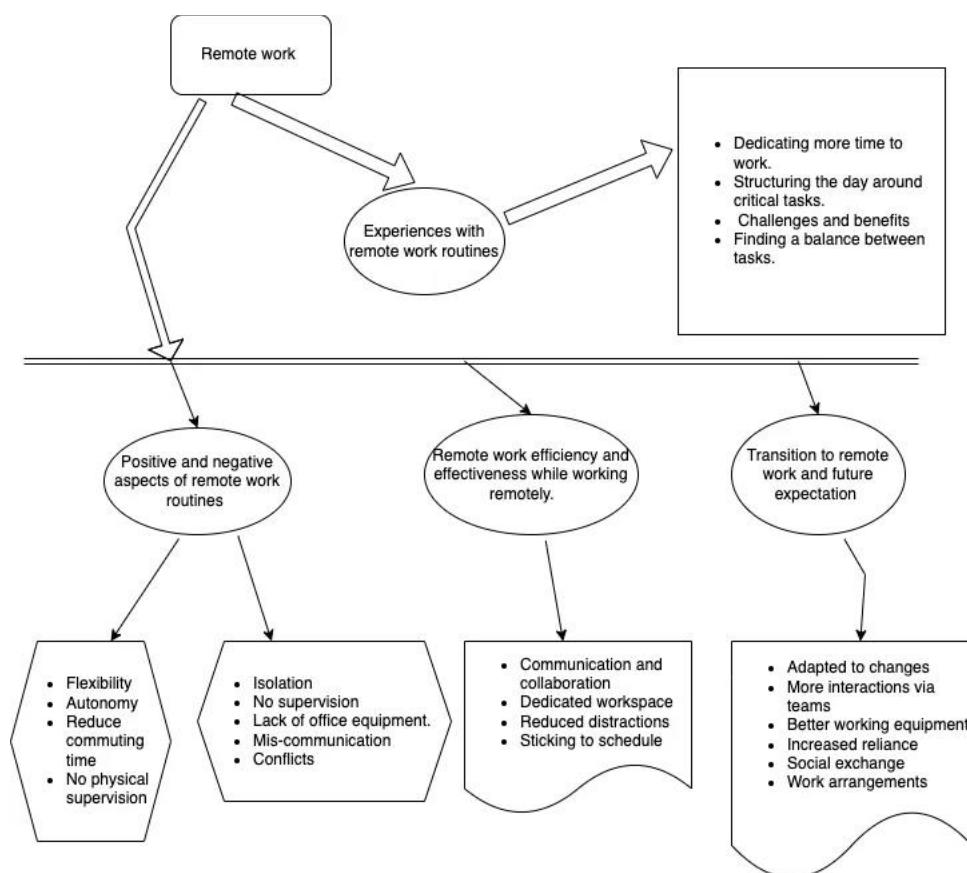 Remote work
• Dedicating more time to
work.
• Structuring the day around
critical tasks.
• Challenges and benefits
• Finding a balance between
tasks.
Experiences with
remote work routines
Positive and negative
aspects of remote work
routines
Remote work efficiency and
effectiveness while working
remotely.
Transition to remote
work and future
expectation
• Flexibility
• Autonomy
• Reduce
commuting
time
• No physical
supervision
• Isolation
• No supervision
• Lack of office equipment.
• Mis-communication
• Conflicts
• Communication and
collaboration
• Dedicated workspace
• Reduced distractions
• Sticking to schedule
• Adapted to changes
• More interactions via
teams
• Better working equipment
• Increased reliance
• Social exchange
• Work arrangements